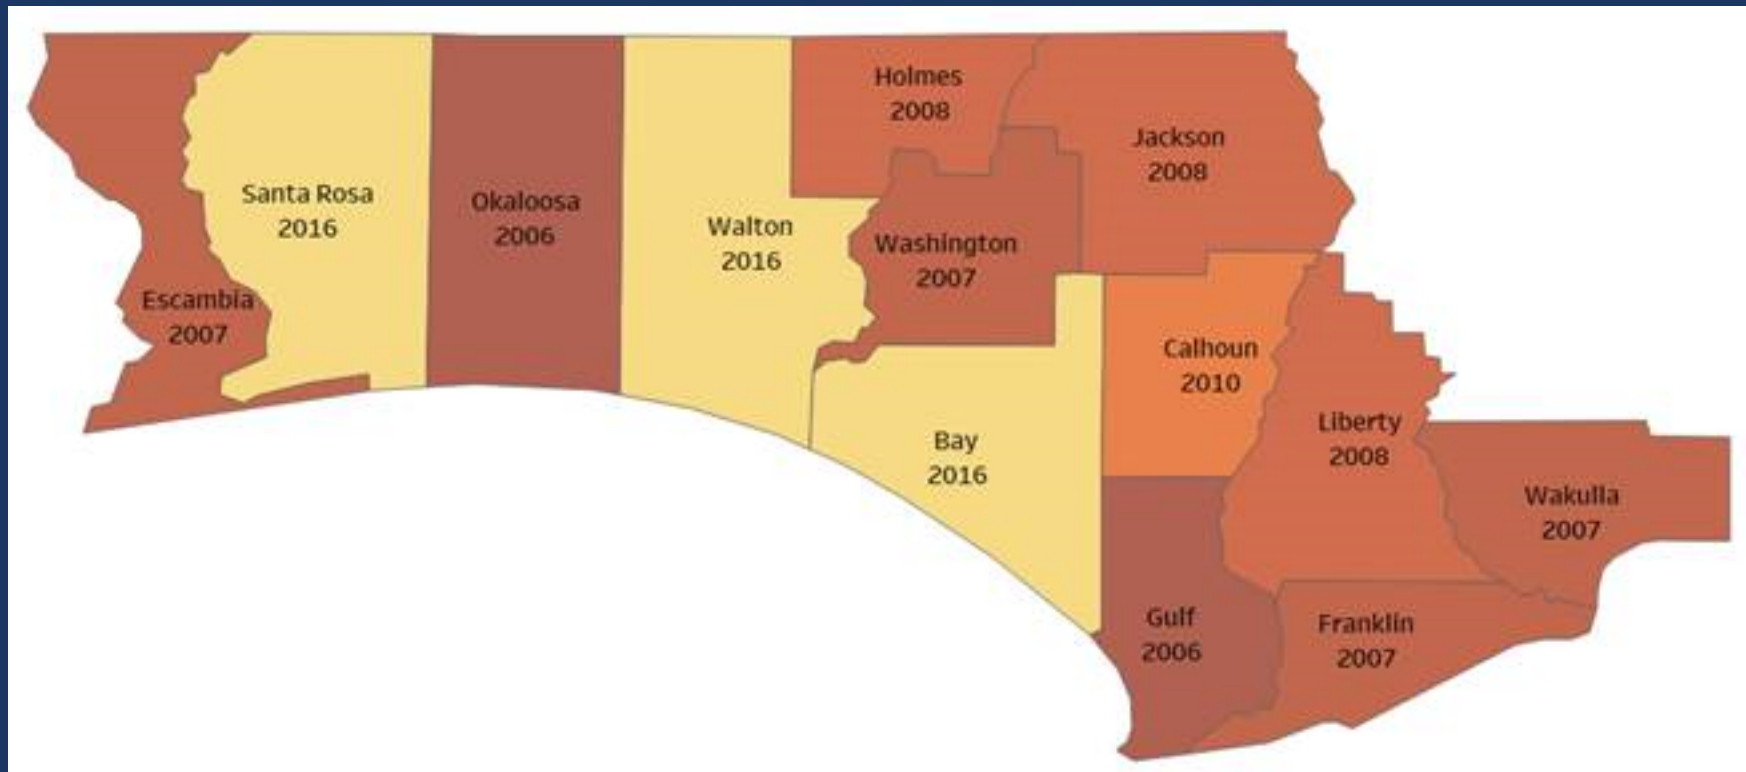 Holmes
2008
Jackson
2008
Santa Rosa
2016
Okaloosa
2006
Walton
2016
Washington
2007
Escambia
2007
Calhoun
2010
Liberty
2008
Bay
2016
Wakulla
2007
Gulf
2006
Franklin
2007